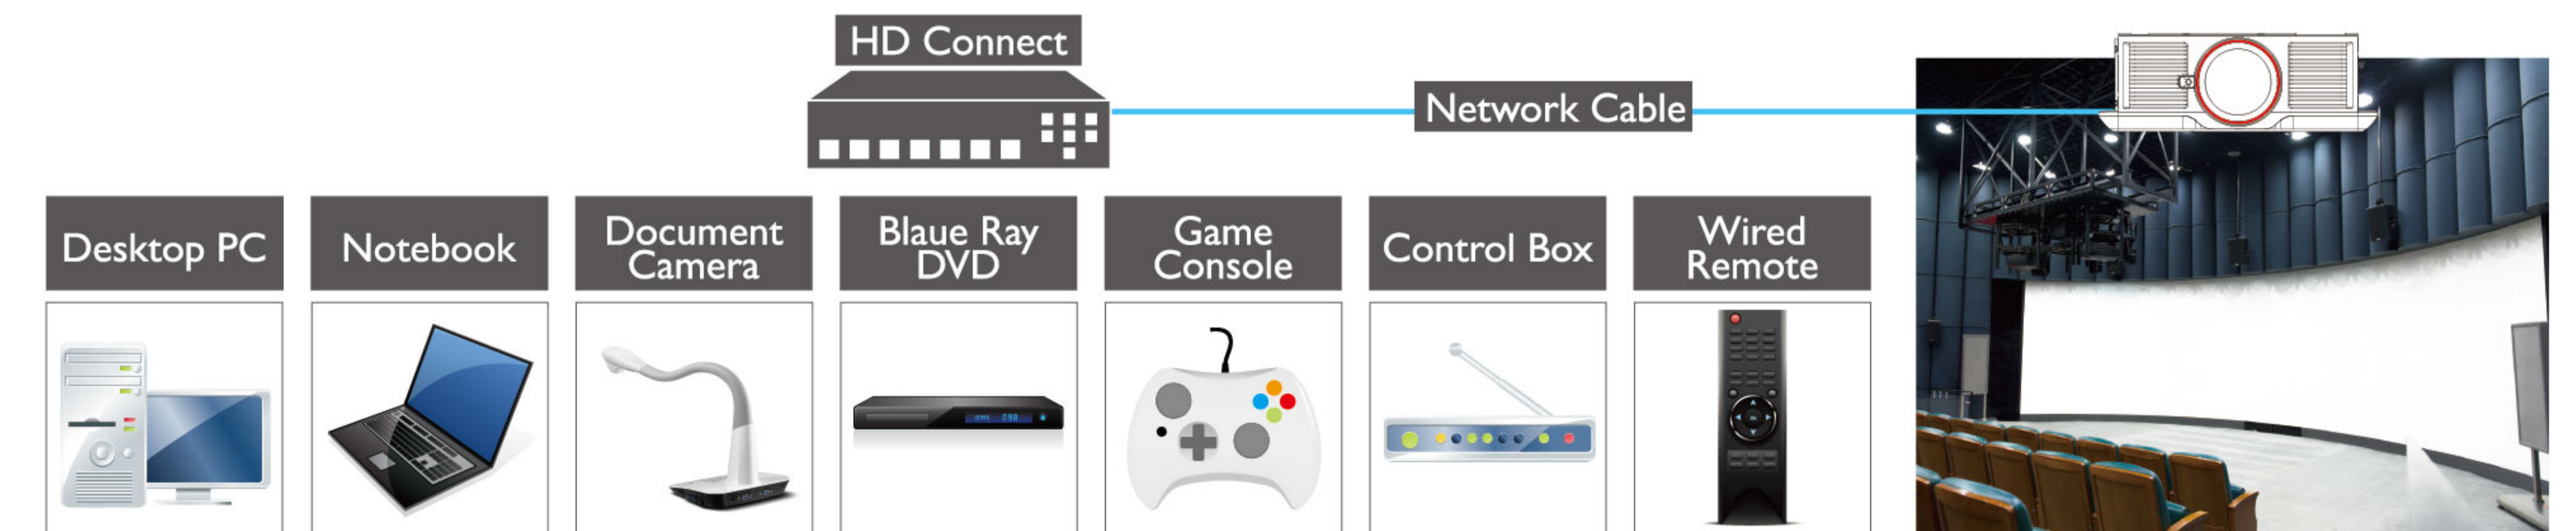 HD Connect
Network Cable
Desktop PC
Notebook
Document
Camera
Blaue Ray
DVD
Game
Console
Control Box
Wired
Remote